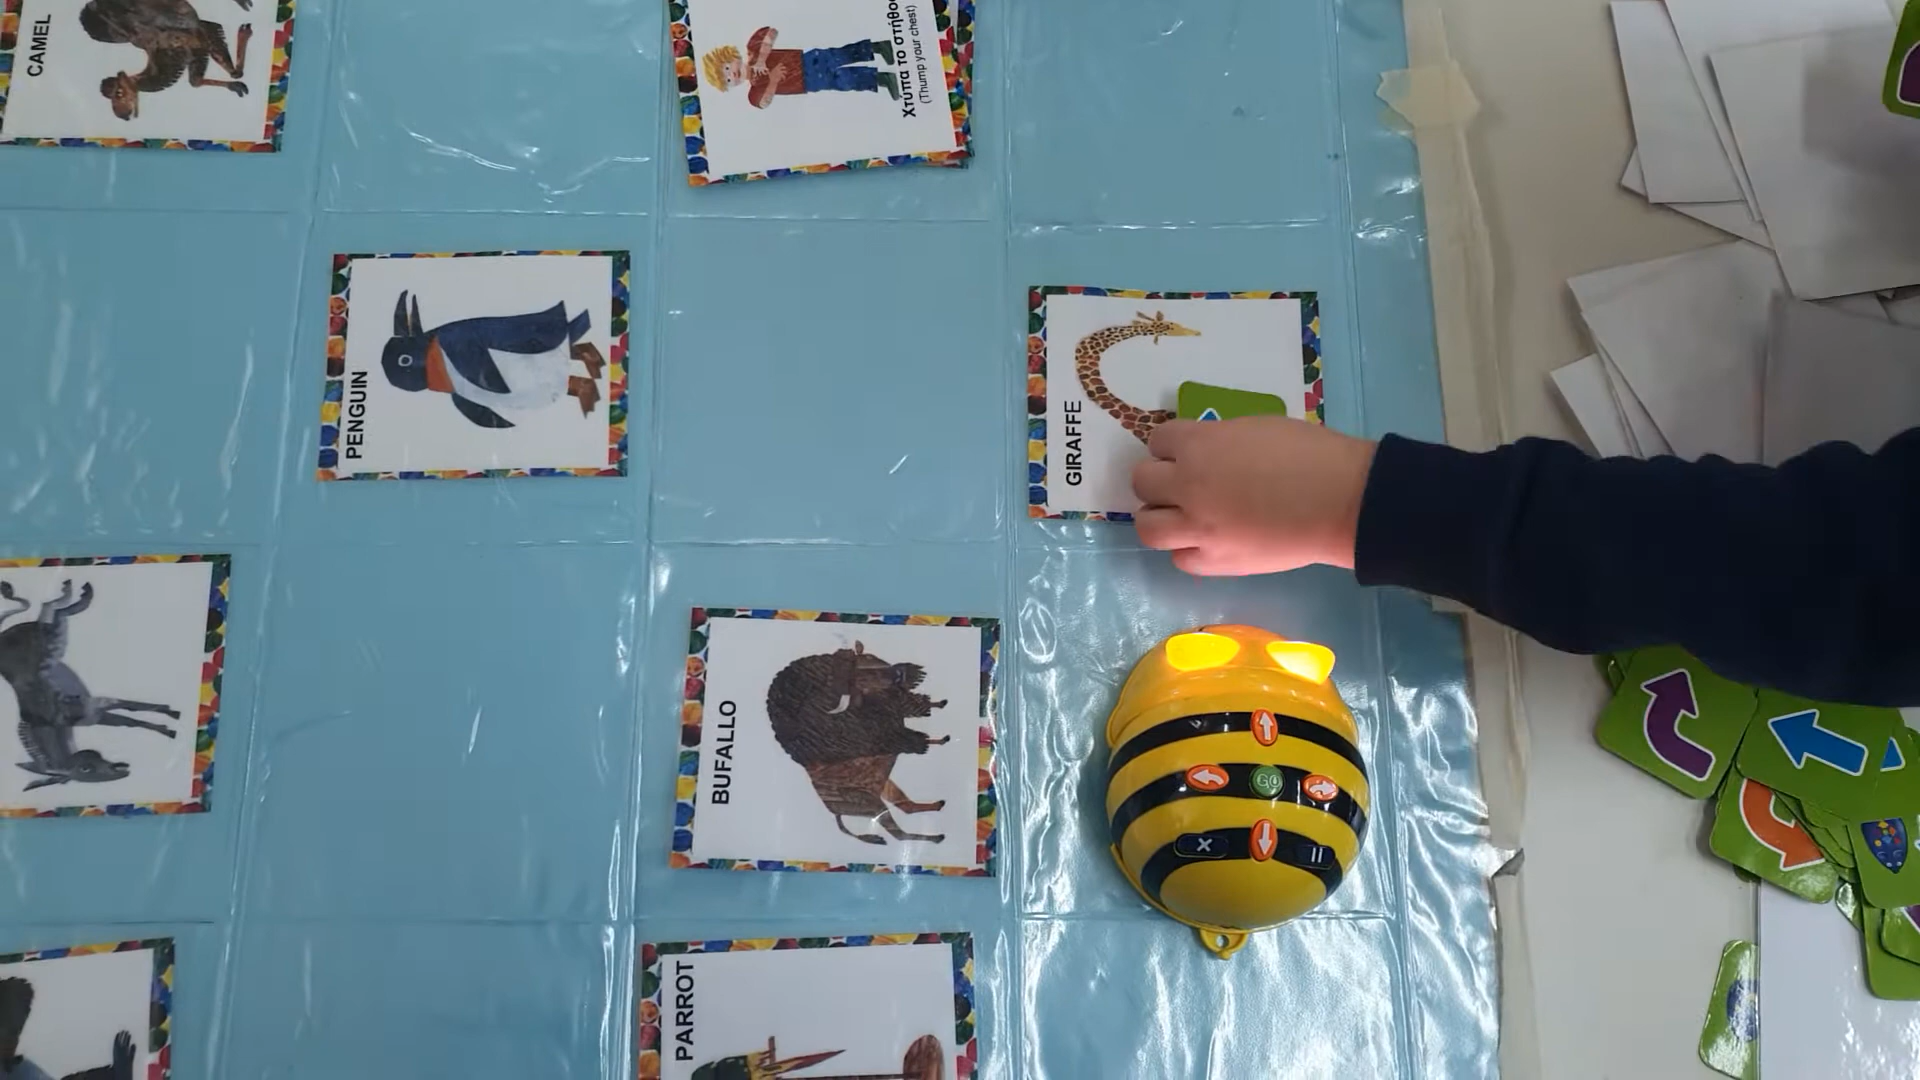 CAMEL
Χτύπα το στήθο
(Thump your chest)
PENGUIN
GIRAFFE
BUFALLO
GO
X
PARROT